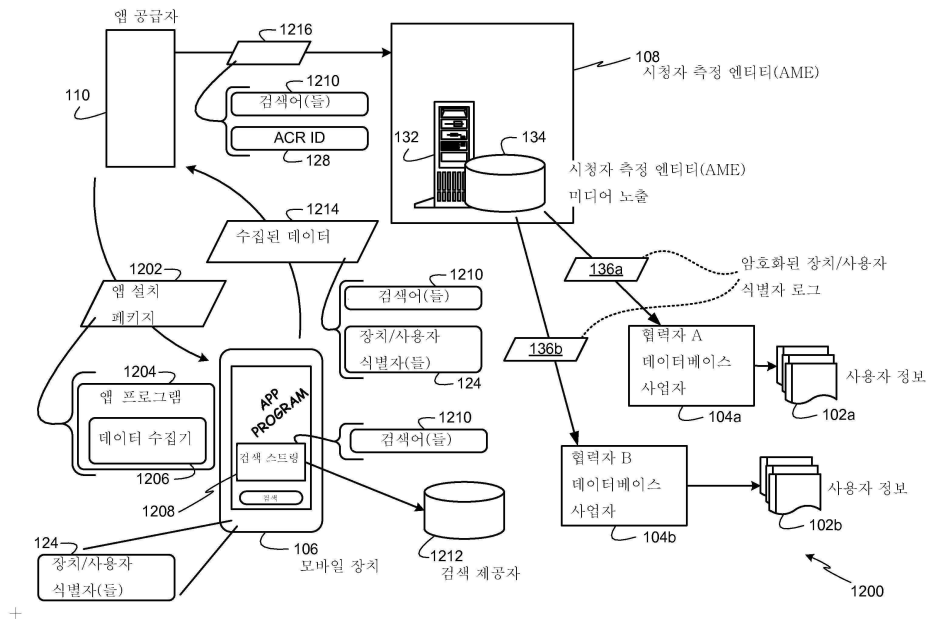 앱 공급자
110
1216
1210
검색어(들)
ACR ID
128
108
시청자 측정 엔티티(AME)
132
134
시청자 측정 엔티티(AME)
미디어 노출
1214
수집된 데이터
1202
앱 설치
페키지
1210
검색어(들)
장치/사용자
식별자(들)
124
136a
136b
암호화된 장치/사용자
식별자 로그
협력자 A
데이터베이스
사업자
104a
102a
사용자 정보
1204
앱 프로그램
데이터 수집기
1206
APP
PROGRAM
검색 스트링
검색
1208
1210
검색어(들)
협력자 B
데이터베이스
사업자
104b
102b
사용자 정보
124
장치/사용자
식별자(들)
106
모바일 장치
1212
검색 제공자
1200